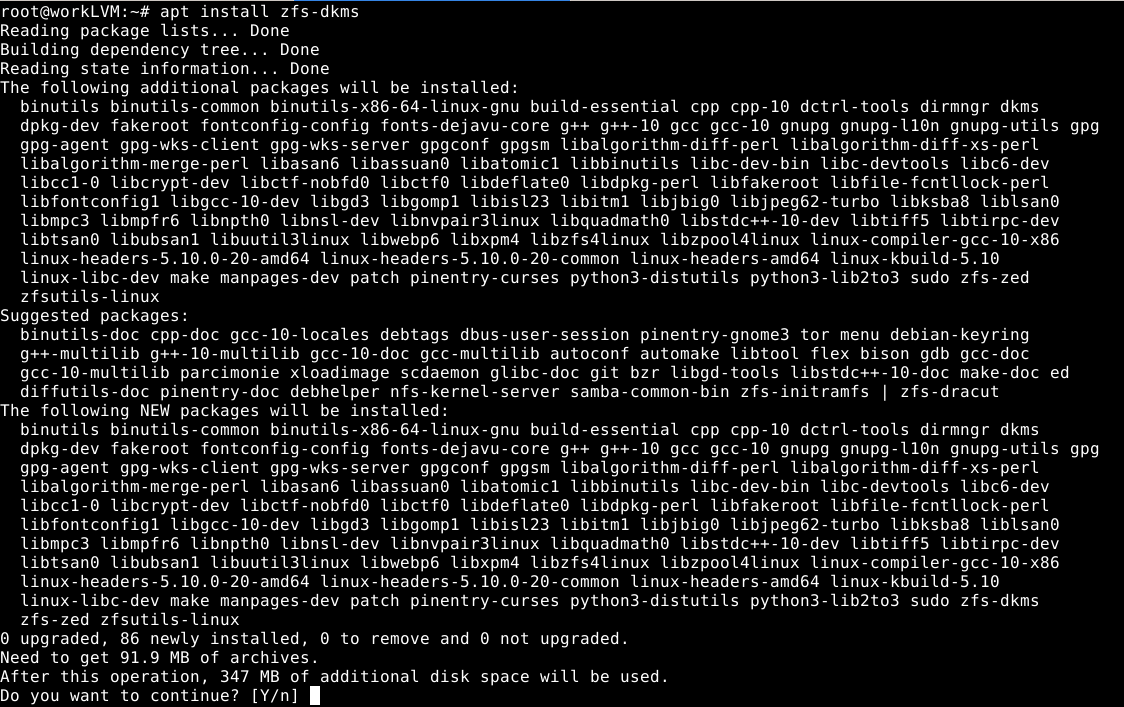 root@workLVM:~# apt install zfs-dkms
Reading package lists... Done
Building dependency tree... Done
Reading state information... Done
The following additional packages will be installed:
  binutils binutils-common binutils-x86-64-linux-gnu build-essential cpp cpp-10 dctrl-tools dirmngr dkms
  dpkg-dev fakeroot fontconfig-config fonts-dejavu-core g++ g++-10 gcc gcc-10 gnupg gnupg-l10n gnupg-utils gpg
  gpg-agent gpg-wks-client gpg-wks-server gpgconf gpgsm libalgorithm-diff-perl libalgorithm-diff-xs-perl
  libalgorithm-merge-perl libasan6 libassuan0 libatomic1 libbinutils libc-dev-bin libc-devtools libc6-dev
  libcc1-0 libcrypt-dev libctf-nobfd0 libctf0 libdeflate0 libdpkg-perl libfakeroot libfile-fcntllock-perl
  libfontconfig1 libgcc-10-dev libgd3 libgomp1 libisl23 libitm1 libjbig0 libjpeg62-turbo libksba8 liblsan0
  libmpc3 libmpfr6 libnpth0 libnsl-dev libnvpair3linux libquadmath0 libstdc++-10-dev libtiff5 libtirpc-dev
  libtsan0 libubsan1 libuutil3linux libwebp6 libxpm4 libzfs4linux libzpool4linux linux-compiler-gcc-10-x86
  linux-headers-5.10.0-20-amd64 linux-headers-5.10.0-20-common linux-headers-amd64 linux-kbuild-5.10
  linux-libc-dev make manpages-dev patch pinentry-curses python3-distutils python3-lib2to3 sudo zfs-zed
  zfsutils-linux
Suggested packages:
  binutils-doc cpp-doc gcc-10-locales debtags dbus-user-session pinentry-gnome3 tor menu debian-keyring
  g++-multilib g++-10-multilib gcc-10-doc gcc-multilib autoconf automake libtool flex bison gdb gcc-doc
  gcc-10-multilib parcimonie xloadimage scdaemon glibc-doc git bzr libgd-tools libstdc++-10-doc make-doc ed
  diffutils-doc pinentry-doc debhelper nfs-kernel-server samba-common-bin zfs-initramfs | zfs-dracut
The following NEW packages will be installed:
  binutils binutils-common binutils-x86-64-linux-gnu build-essential cpp cpp-10 dctrl-tools dirmngr dkms
  dpkg-dev fakeroot fontconfig-config fonts-dejavu-core g++ g++-10 gcc gcc-10 gnupg gnupg-l10n gnupg-utils gpg
  gpg-agent gpg-wks-client gpg-wks-server gpgconf gpgsm libalgorithm-diff-perl libalgorithm-diff-xs-perl
  libalgorithm-merge-perl libasan6 libassuan0 libatomic1 libbinutils libc-dev-bin libc-devtools libc6-dev
  libcc1-0 libcrypt-dev libctf-nobfd0 libctf0 libdeflate0 libdpkg-perl libfakeroot libfile-fcntllock-perl
  libfontconfig1 libgcc-10-dev libgd3 libgomp1 libisl23 libitm1 libjbig0 libjpeg62-turbo libksba8 liblsan0
  libmpc3 libmpfr6 libnpth0 libnsl-dev libnvpair3linux libquadmath0 libstdc++-10-dev libtiff5 libtirpc-dev
  libtsan0 libubsan1 libuutil3linux libwebp6 libxpm4 libzfs4linux libzpool4linux linux-compiler-gcc-10-x86
  linux-headers-5.10.0-20-amd64 linux-headers-5.10.0-20-common linux-headers-amd64 linux-kbuild-5.10
  linux-libc-dev make manpages-dev patch pinentry-curses python3-distutils python3-lib2to3 sudo zfs-dkms
  zfs-zed zfsutils-linux
0 upgraded, 86 newly installed, 0 to remove and 0 not upgraded.
Need to get 91.9 MB of archives.
After this operation, 347 MB of additional disk space will be used.
Do you want to continue? [Y/n]